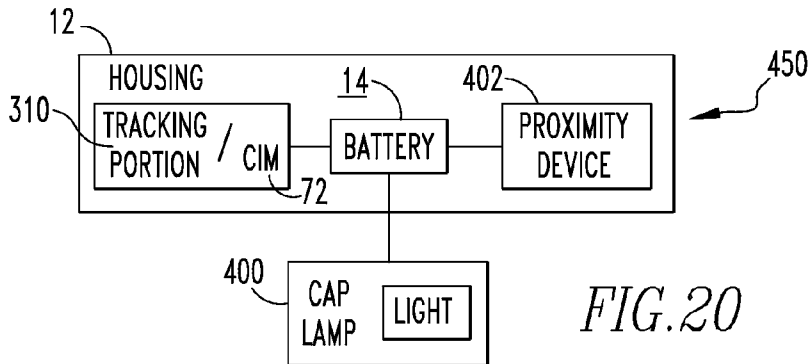 12
HOUSING
450
310
TRACKING
PORTION
/
CIM
72
14
BATTERY
402
PROXIMITY
DEVICE
400
CAP
LAMP
LIGHT
FIG.20